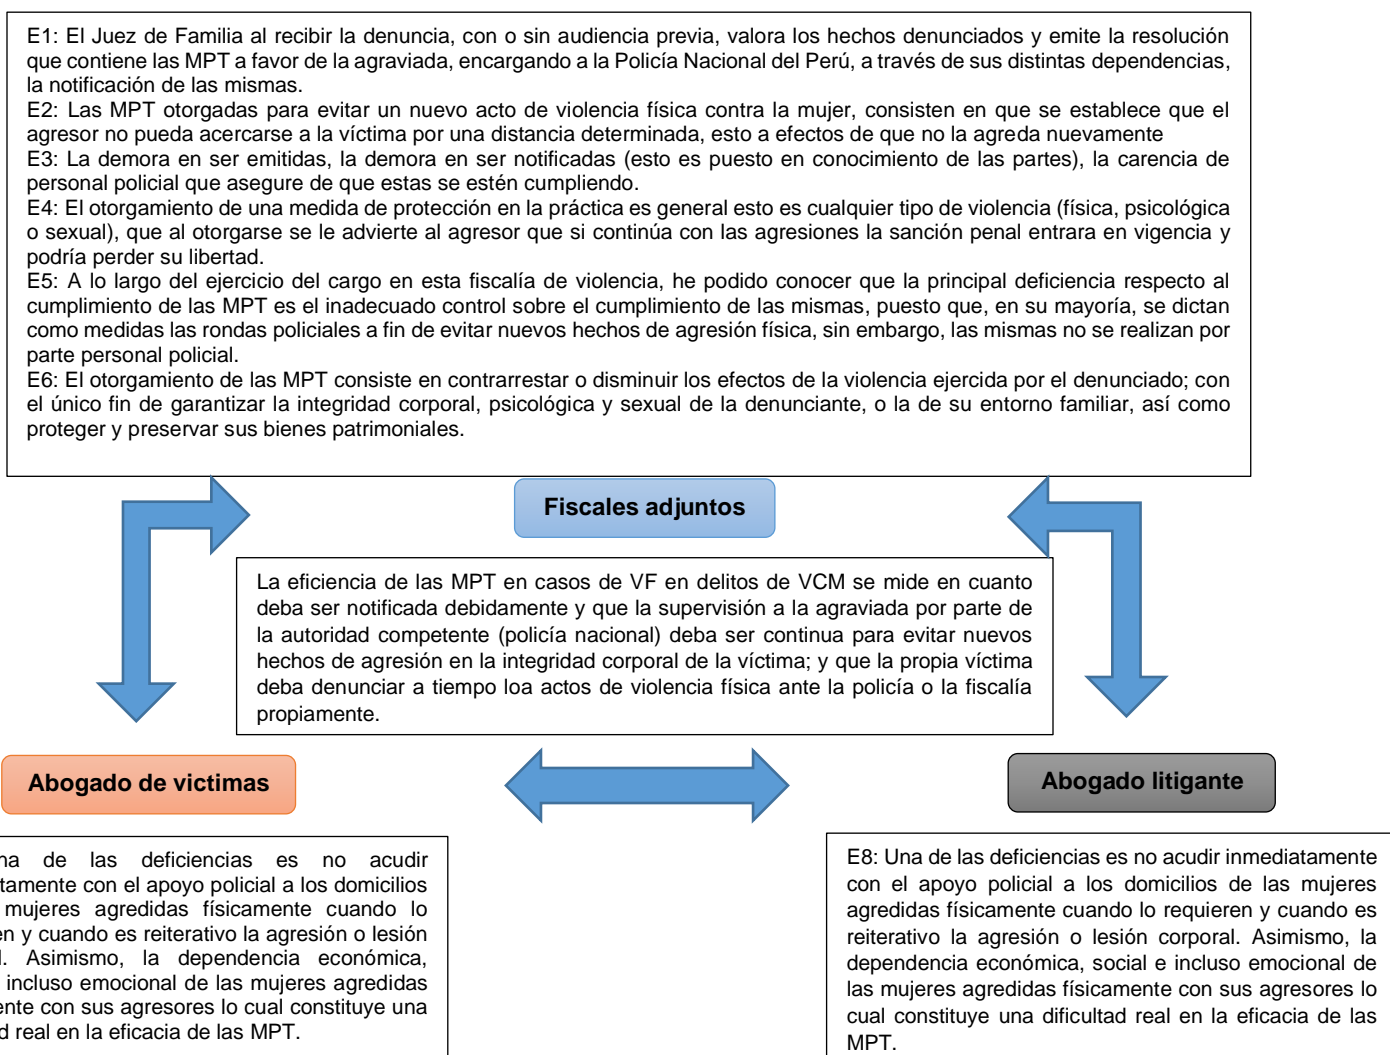 E1: El Juez de Familia al recibir la denuncia, con o sin audiencia previa, valora los hechos denunciados y emite la resolución
que contiene las MPT a favor de la agraviada, encargando a la Policía Nacional del Perú, a través de sus distintas dependencias,
la notificación de las mismas.
E2: Las MPT otorgadas para evitar un nuevo acto de violencia física contra la mujer, consisten en que se establece que el
agresor no pueda acercarse a la víctima por una distancia determinada, esto a efectos de que no la agreda nuevamente
E3: La demora en ser emitidas, la demora en ser notificadas (esto es puesto en conocimiento de las partes), la carencia de
personal policial que asegure de que estas se estén cumpliendo.
E4: El otorgamiento de una medida de protección en la práctica es general esto es cualquier tipo de violencia (física, psicológica
o sexual), que al otorgarse se le advierte al agresor que si continúa con las agresiones la sanción penal entrara en vigencia y
podría perder su libertad.
E5: A lo largo del ejercicio del cargo en esta fiscalía de violencia, he podido conocer que la principal deficiencia respecto al
cumplimiento de las MPT es el inadecuado control sobre el cumplimiento de las mismas, puesto que, en su mayoría, se dictan
como medidas las rondas policiales a fin de evitar nuevos hechos de agresión física, sin embargo, las mismas no se realizan por
parte personal policial.
E6: El otorgamiento de las MPT consiste en contrarrestar o disminuir los efectos de la violencia ejercida por el denunciado; con
el único fin de garantizar la integridad corporal, psicológica y sexual de la denunciante, o la de su entorno familiar, así como
proteger y preservar sus bienes patrimoniales.
Fiscales adjuntos
La eficiencia de las MPT en casos de VF en delitos de VCM se mide en cuanto
deba ser notificada debidamente y que la supervisión a la agraviada por parte de
la autoridad competente (policía nacional) deba ser continua para evitar nuevos
hechos de agresión en la integridad corporal de la víctima; y que la propia víctima
deba denunciar a tiempo loa actos de violencia física ante la policía o la fiscalía
propiamente.
Abogado de victimas
de las deficiencias es no acudir
con el apoyo policial a los domicilios
mujeres agredidas físicamente cuando lo
y cuando es reiterativo la agresión o lesión
Asimismo, la dependencia económica,
incluso emocional de las mujeres agredidas
con sus agresores lo cual constituye una
real en la eficacia de las MPT.
Abogado litigante
E8: Una de las deficiencias es no acudir inmediatamente
con el apoyo policial a los domicilios de las mujeres
agredidas físicamente cuando lo requieren y cuando es
reiterativo la agresión o lesión corporal. Asimismo, la
dependencia económica, social e incluso emocional de
las mujeres agredidas físicamente con sus agresores lo
cual constituye una dificultad real en la eficacia de las
MPT.